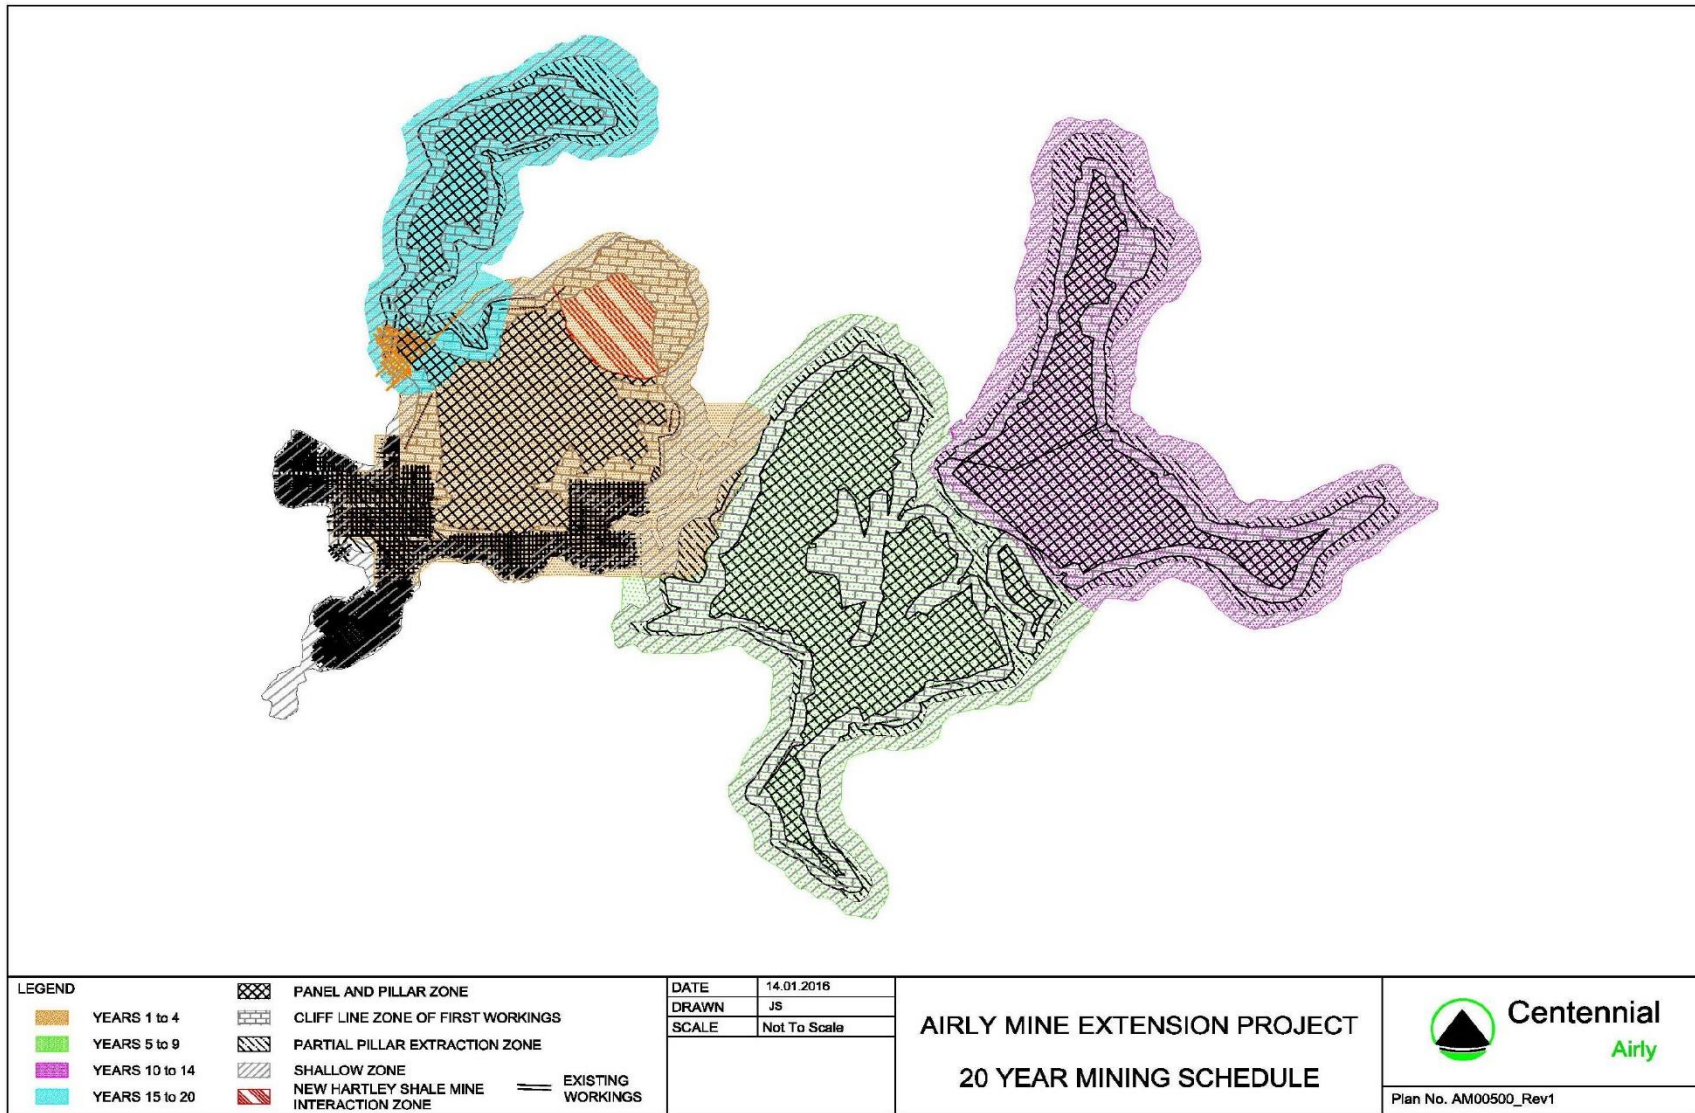 LEGEND
YEARS 1 to 4
YEARS 5 to 9
YEARS 10 to 14
YEARS 15 to 20
PANEL AND PILLAR ZONE
CLIFF LINE ZONE OF FIRST WORKINGS
PARTIAL PILLAR EXTRACTION ZONE
SHALLOW ZONE
NEW HARTLEY SHALE MINE
INTERACTION ZONE
EXISTING
WORKINGS
DATE 14.01.2016
DRAWN JS
SCALE Not To Scale
AIRLY MINE EXTENSION PROJECT
20 YEAR MINING SCHEDULE
Centennial
Airly
Plan No. AM00500_Rev1